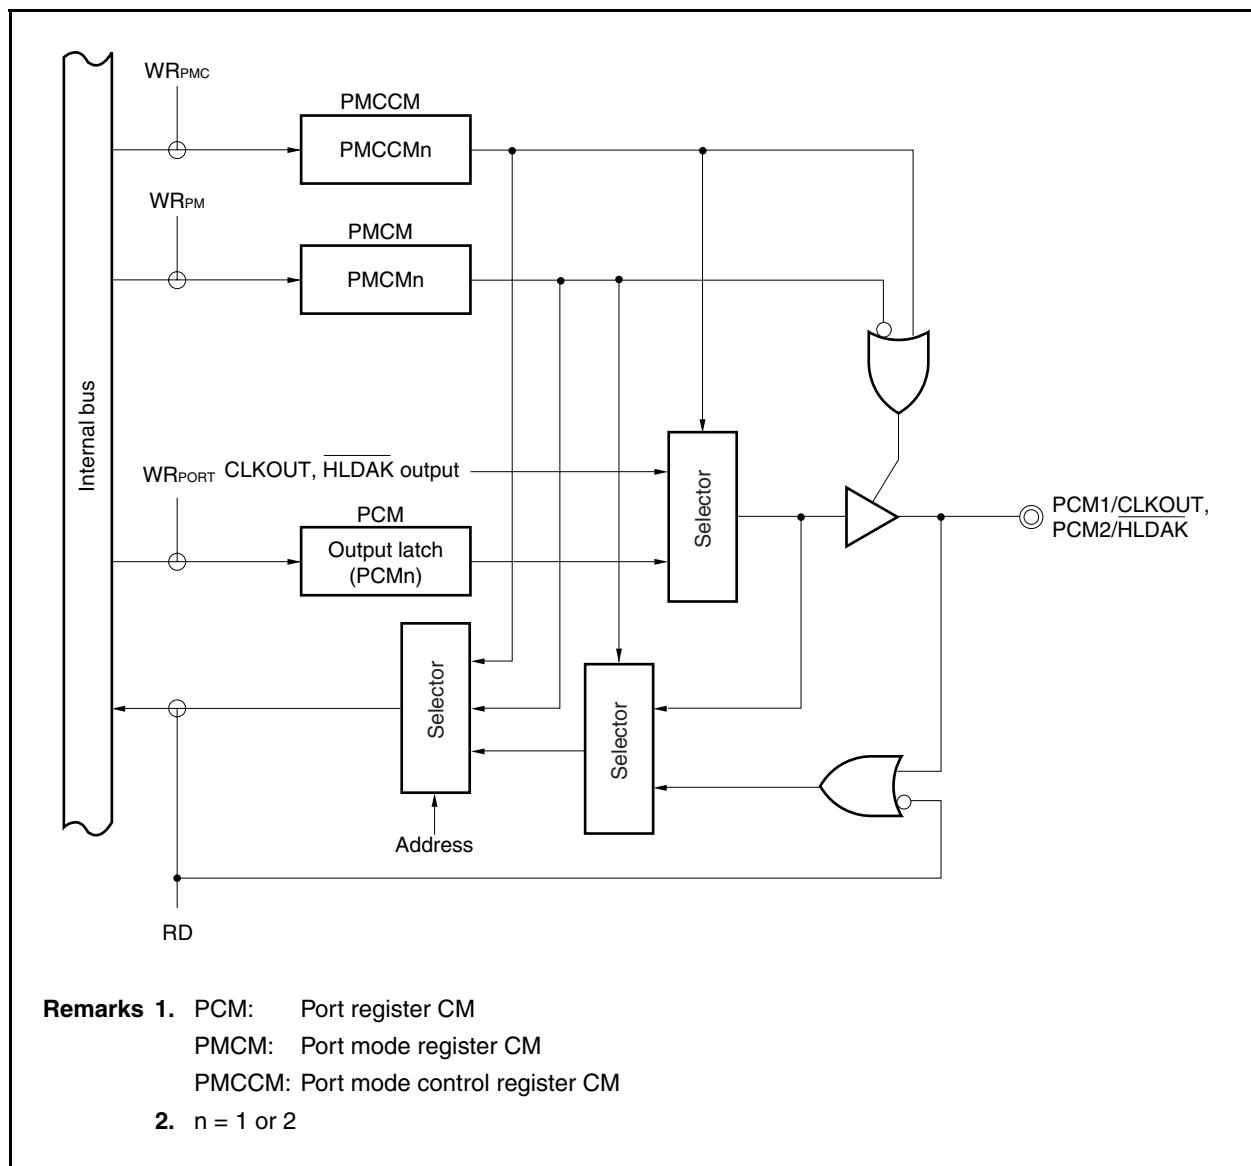 WRPMC
PMCCM
PMCCMn
WRPM
PMCM
PMCMn
Internal bus
WRPORT
CLKOUT, HLDAK output
PCM
Output latch
(PCMn)
Selector
PCM1/CLKOUT,
PCM2/HLDAK
Selector
Selector
Address
RD
Remarks 1. PCM: Port register CM
PMCM: Port mode register CM
PMCCM: Port mode control register CM
2. n = 1 or 2